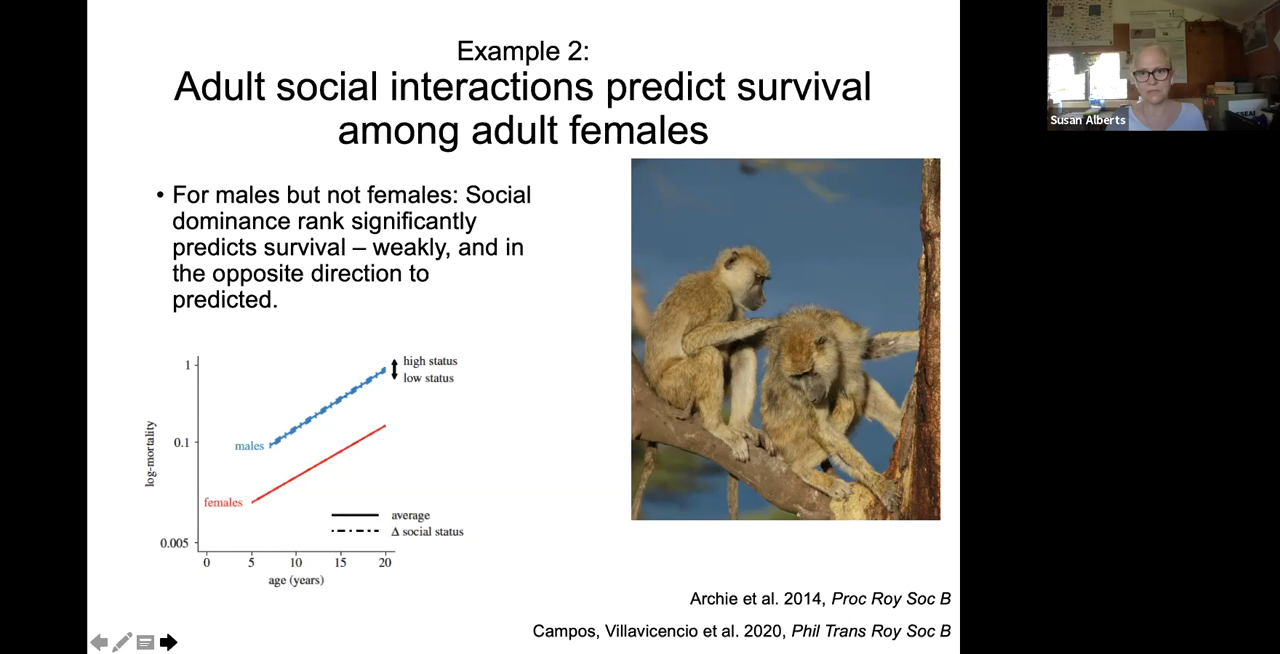 Example 2:
Adult social interactions predict survival
among adult females
• For males but not females: Social
dominance rank significantly
predicts survival – weakly, and in
the opposite direction to
predicted.
1
high status
low status
0.1
log-mortality
males
females
average
Δ social status
0.005
0 5 10 15 20
age (years)
Archie et al. 2014, Proc Roy Soc B
Campos, Villavicencio et al. 2020, Phil Trans Roy Soc B
Susan Alberts